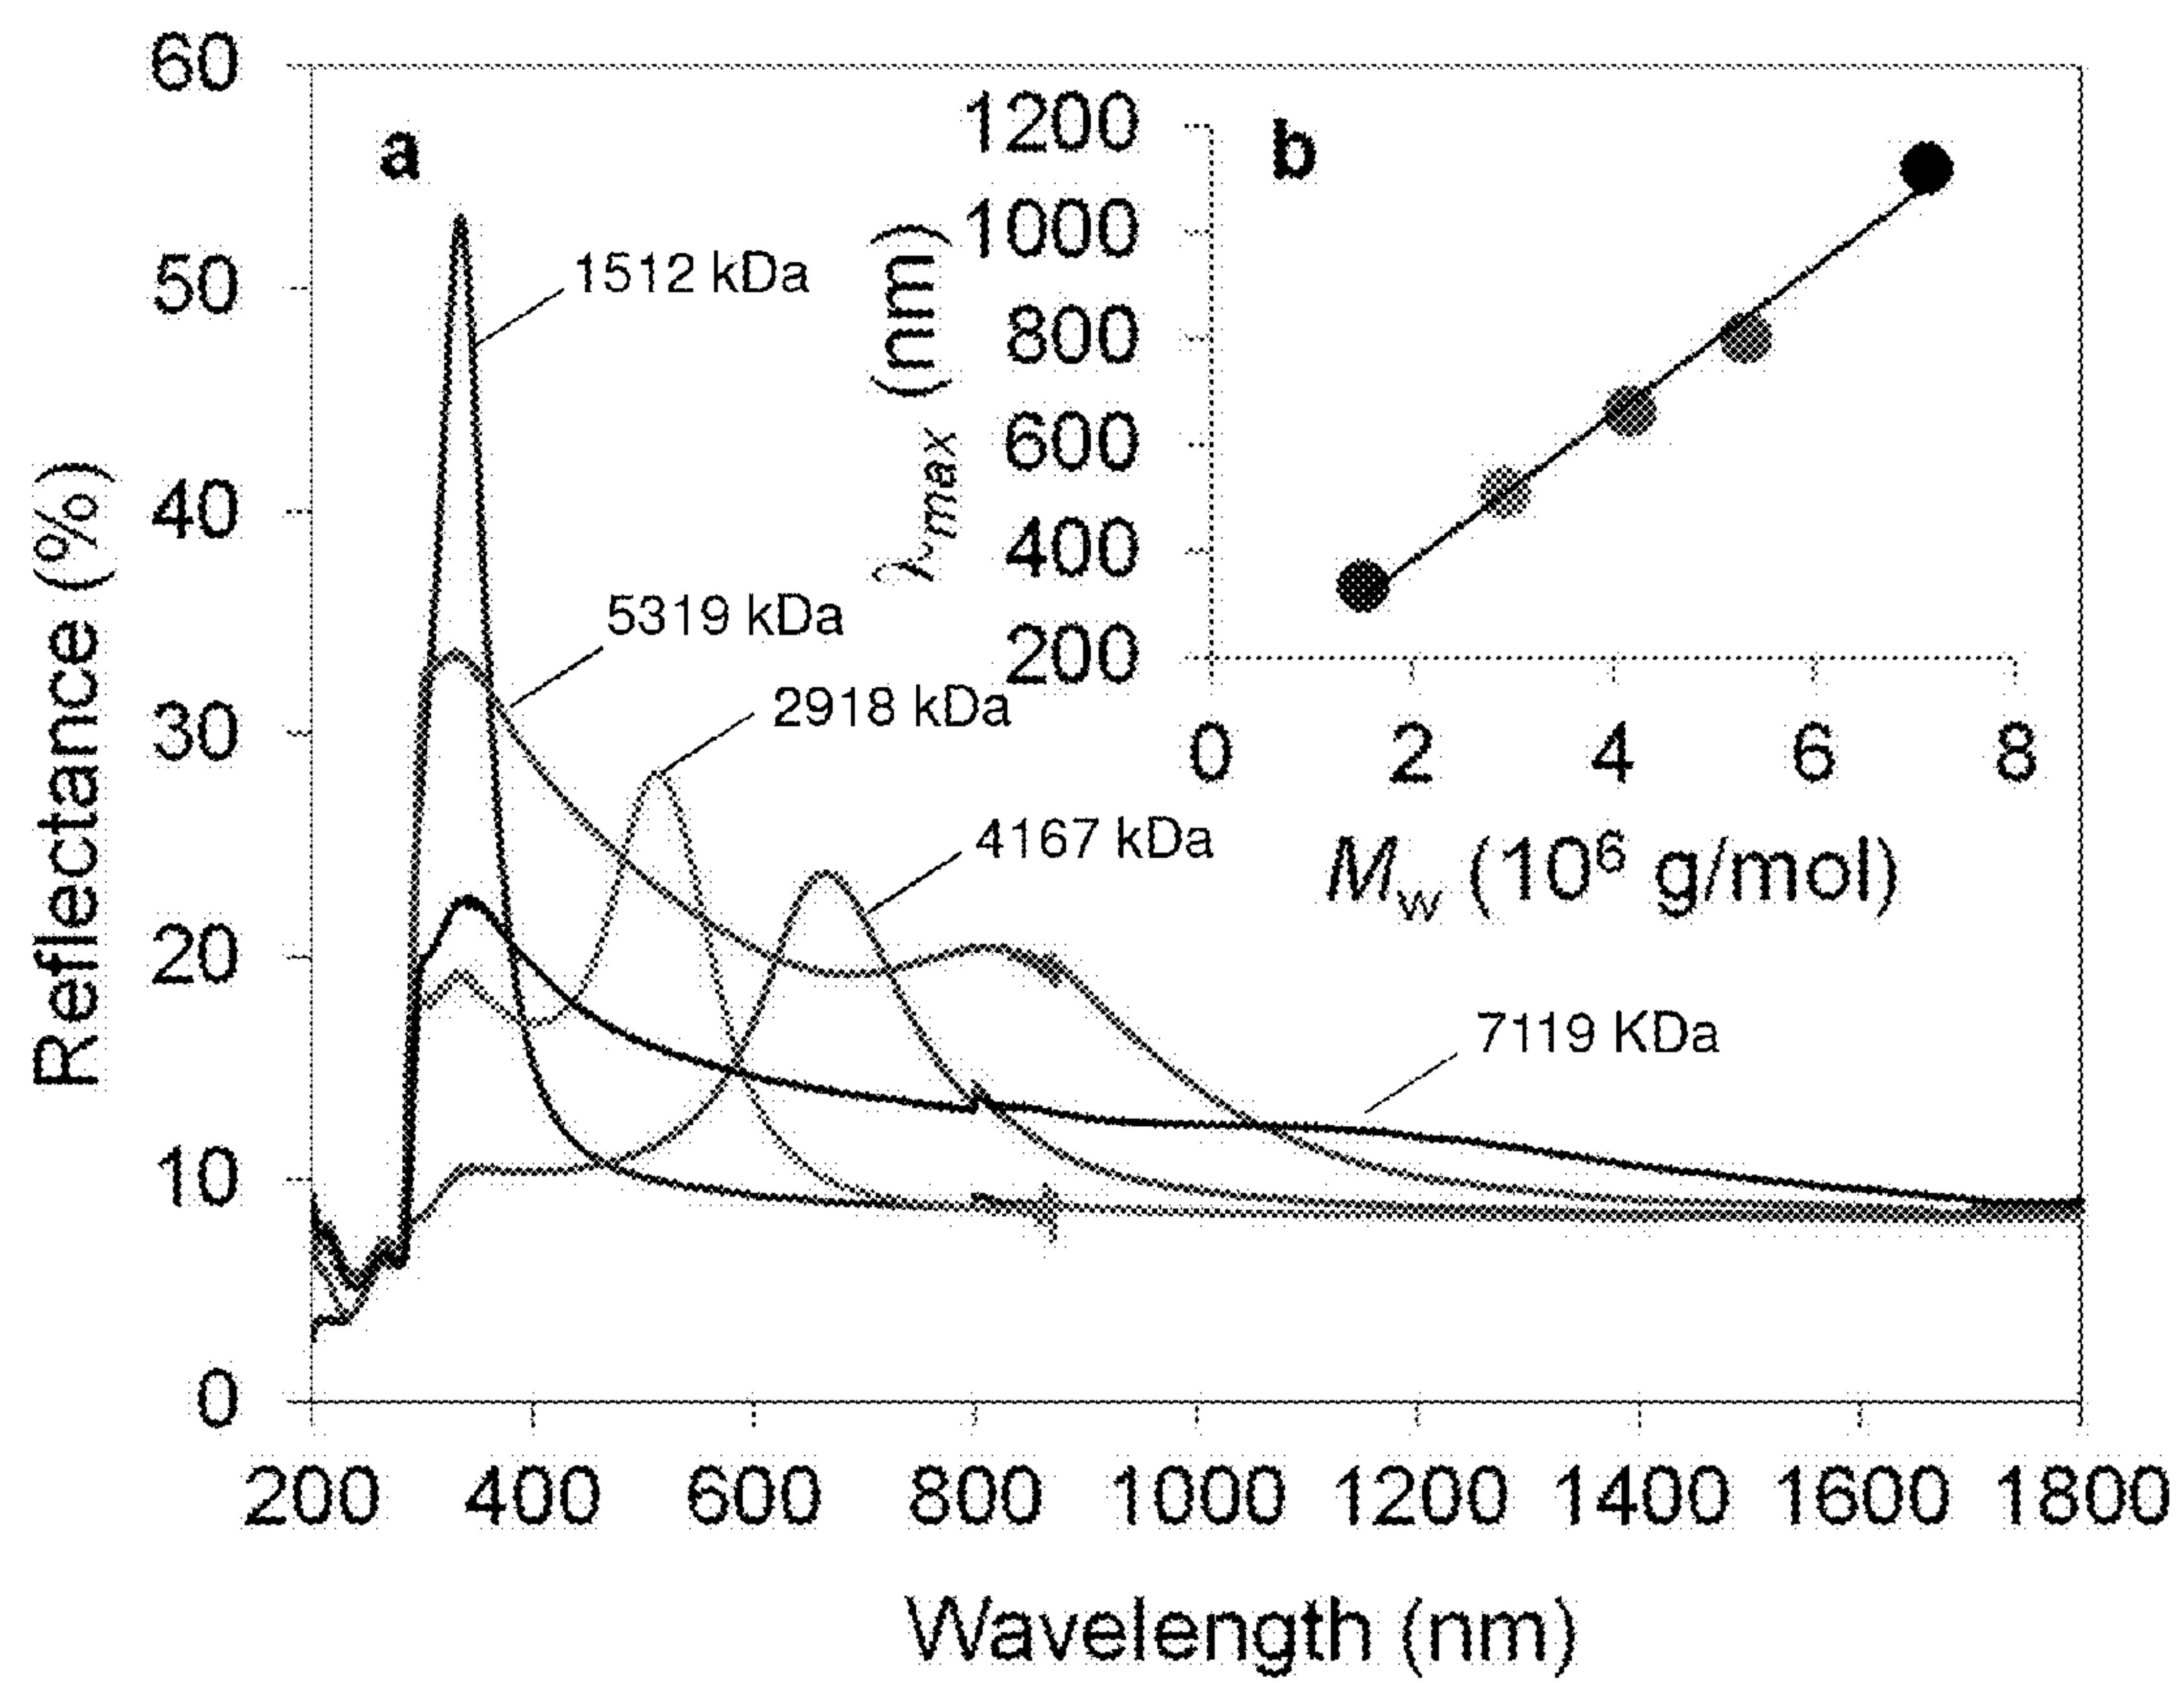 60
50
40
30
20
10
0
Reflectance (%)
a
1512 kDa
5319 kDa
2918 kDa
4167 kDa
7119 KDa
b
1200
1000
800
600
400
200
λmax (nm)
0 2 4 6 8
Mw (10⁶ g/mol)
200 400 600 800 1000 1200 1400 1600 1800
Wavelength (nm)